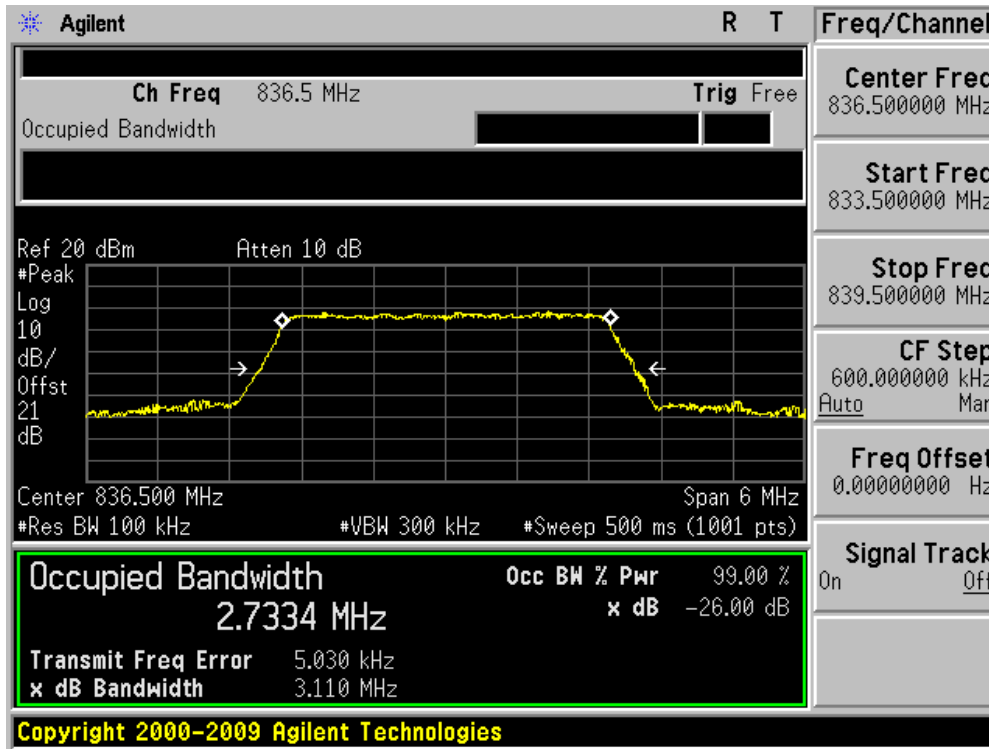 Agilent R T Freq/Channel
Ch Freq 836.5 MHz Trig Free
Occupied Bandwidth
Center Freq
836.500000 MHz
Start Freq
833.500000 MHz
Stop Freq
839.500000 MHz
CF Step
600.000000 kHz
Auto Man
Freq Offset
0.00000000 Hz
Signal Track
On Off
Ref 20 dBm Atten 10 dB
#Peak
Log
10
dB/
Offst
21
dB
Center 836.500 MHz Span 6 MHz
#Res BW 100 kHz #VBW 300 kHz #Sweep 500 ms (1001 pts)
Occupied Bandwidth Occ BW % Pwr 99.00 %
2.7334 MHz x dB -26.00 dB
Transmit Freq Error 5.030 kHz
x dB Bandwidth 3.110 MHz
Copyright 2000-2009 Agilent Technologies